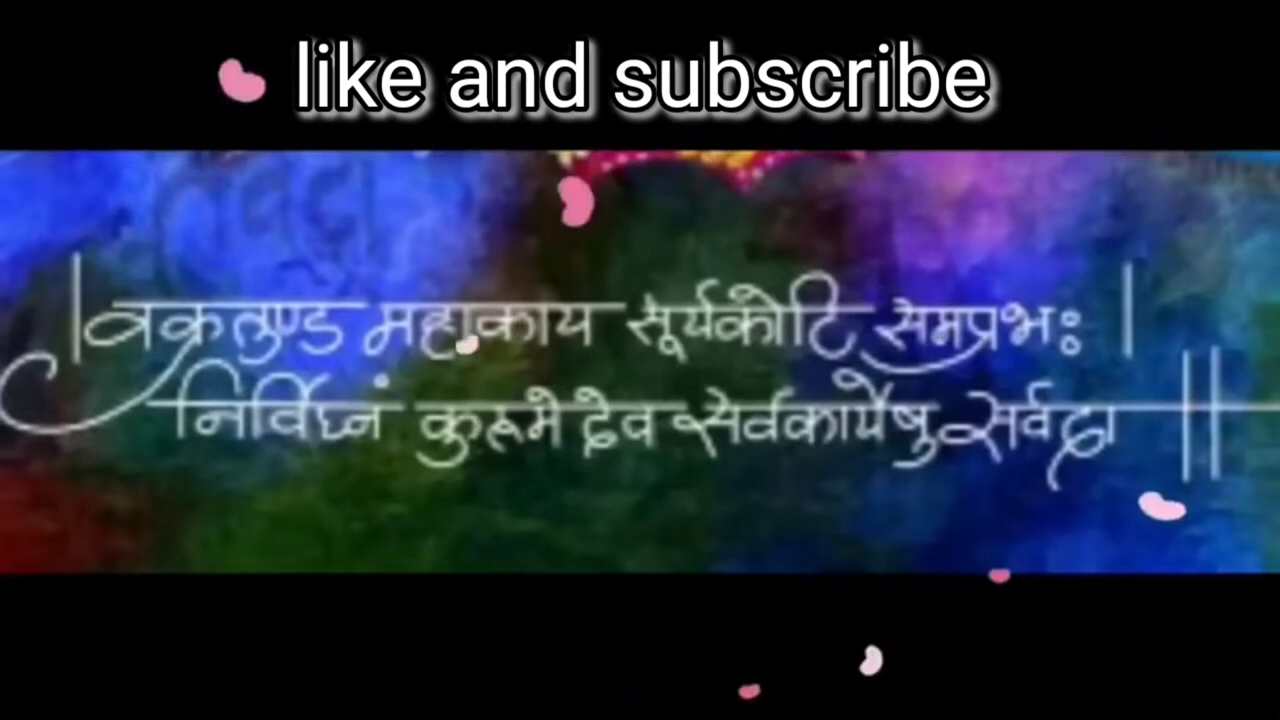 like and subscribe
। वक्रतुण्ड महाकाय सूर्यकोटि समप्रभः ।
निर्विघ्नं कुरुमे देव सर्वकार्येषु सर्वदा ॥